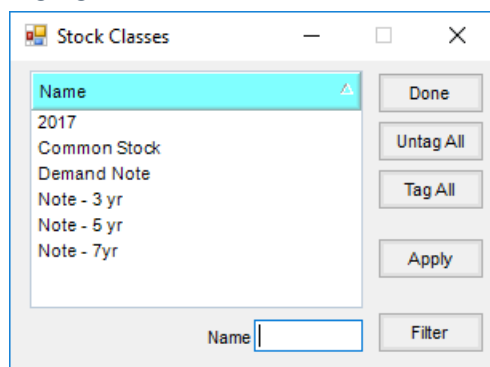 Stock Classes
Name
2017
Common Stock
Demand Note
Note - 3 yr
Note - 5 yr
Note - 7yr
Done
Untag All
Tag All
Apply
Name
Filter